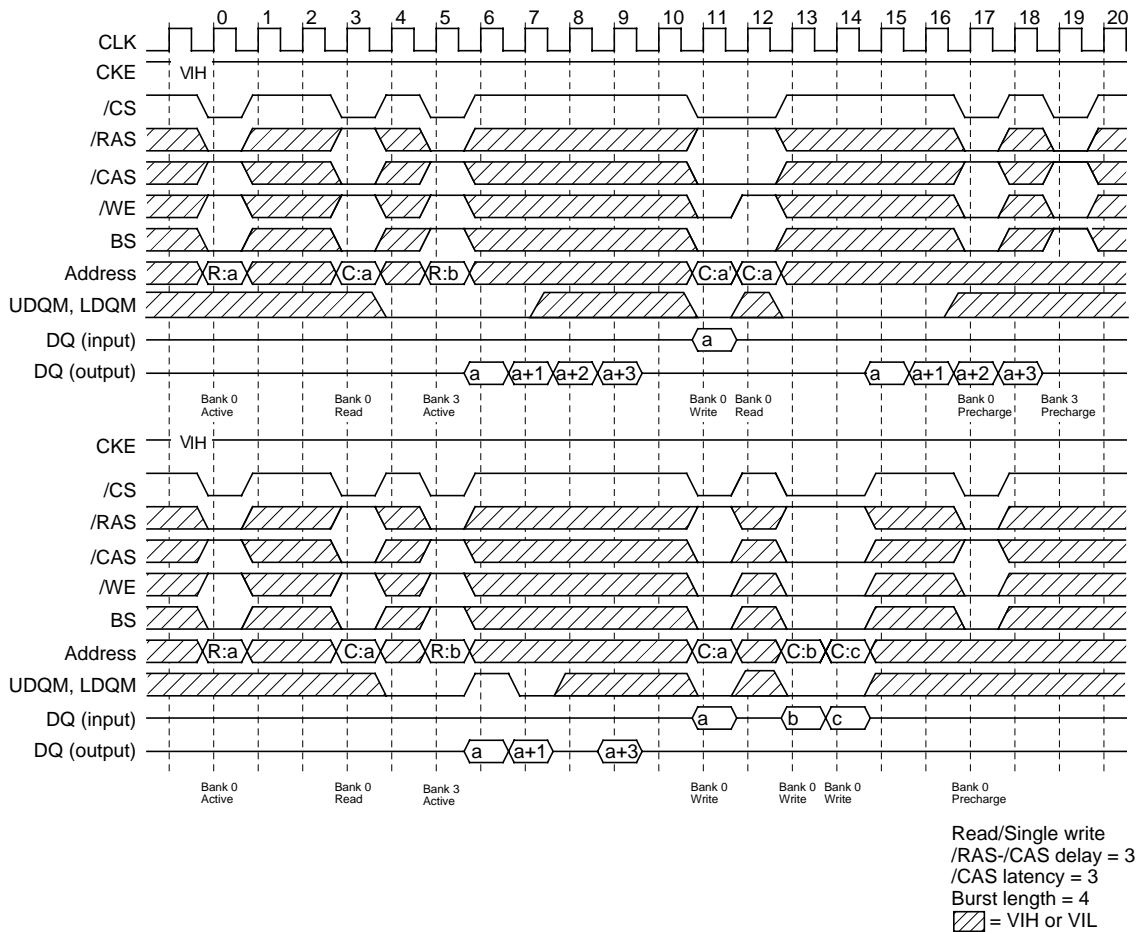 0 1 2 3 4 5 6 7 8 9 10 11 12 13 14 15 16 17 18 19 20
CLK
CKE VIH
/CS
/RAS
/CAS
/WE
BS
Address R:a C:a R:b C:a' C:a
UDQM, LDQM
DQ (input) a
DQ (output) a a+1 a+2 a+3 a a+1 a+2 a+3
Bank 0 Bank 0 Bank 3 Bank 0 Bank 0 Bank 0 Bank 3
Active Read Active Write Read Precharge Precharge
CKE VIH
/CS
/RAS
/CAS
/WE
BS
Address R:a C:a R:b C:a C:b C:c
UDQM, LDQM
DQ (input) a b c
DQ (output) a a+1 a+3
Bank 0 Bank 0 Bank 3 Bank 0 Bank 0 Bank 0 Bank 0
Active Read Active Write Write Write Precharge
Read/Single write
/RAS-/CAS delay = 3
/CAS latency = 3
Burst length = 4
= VIH or VIL